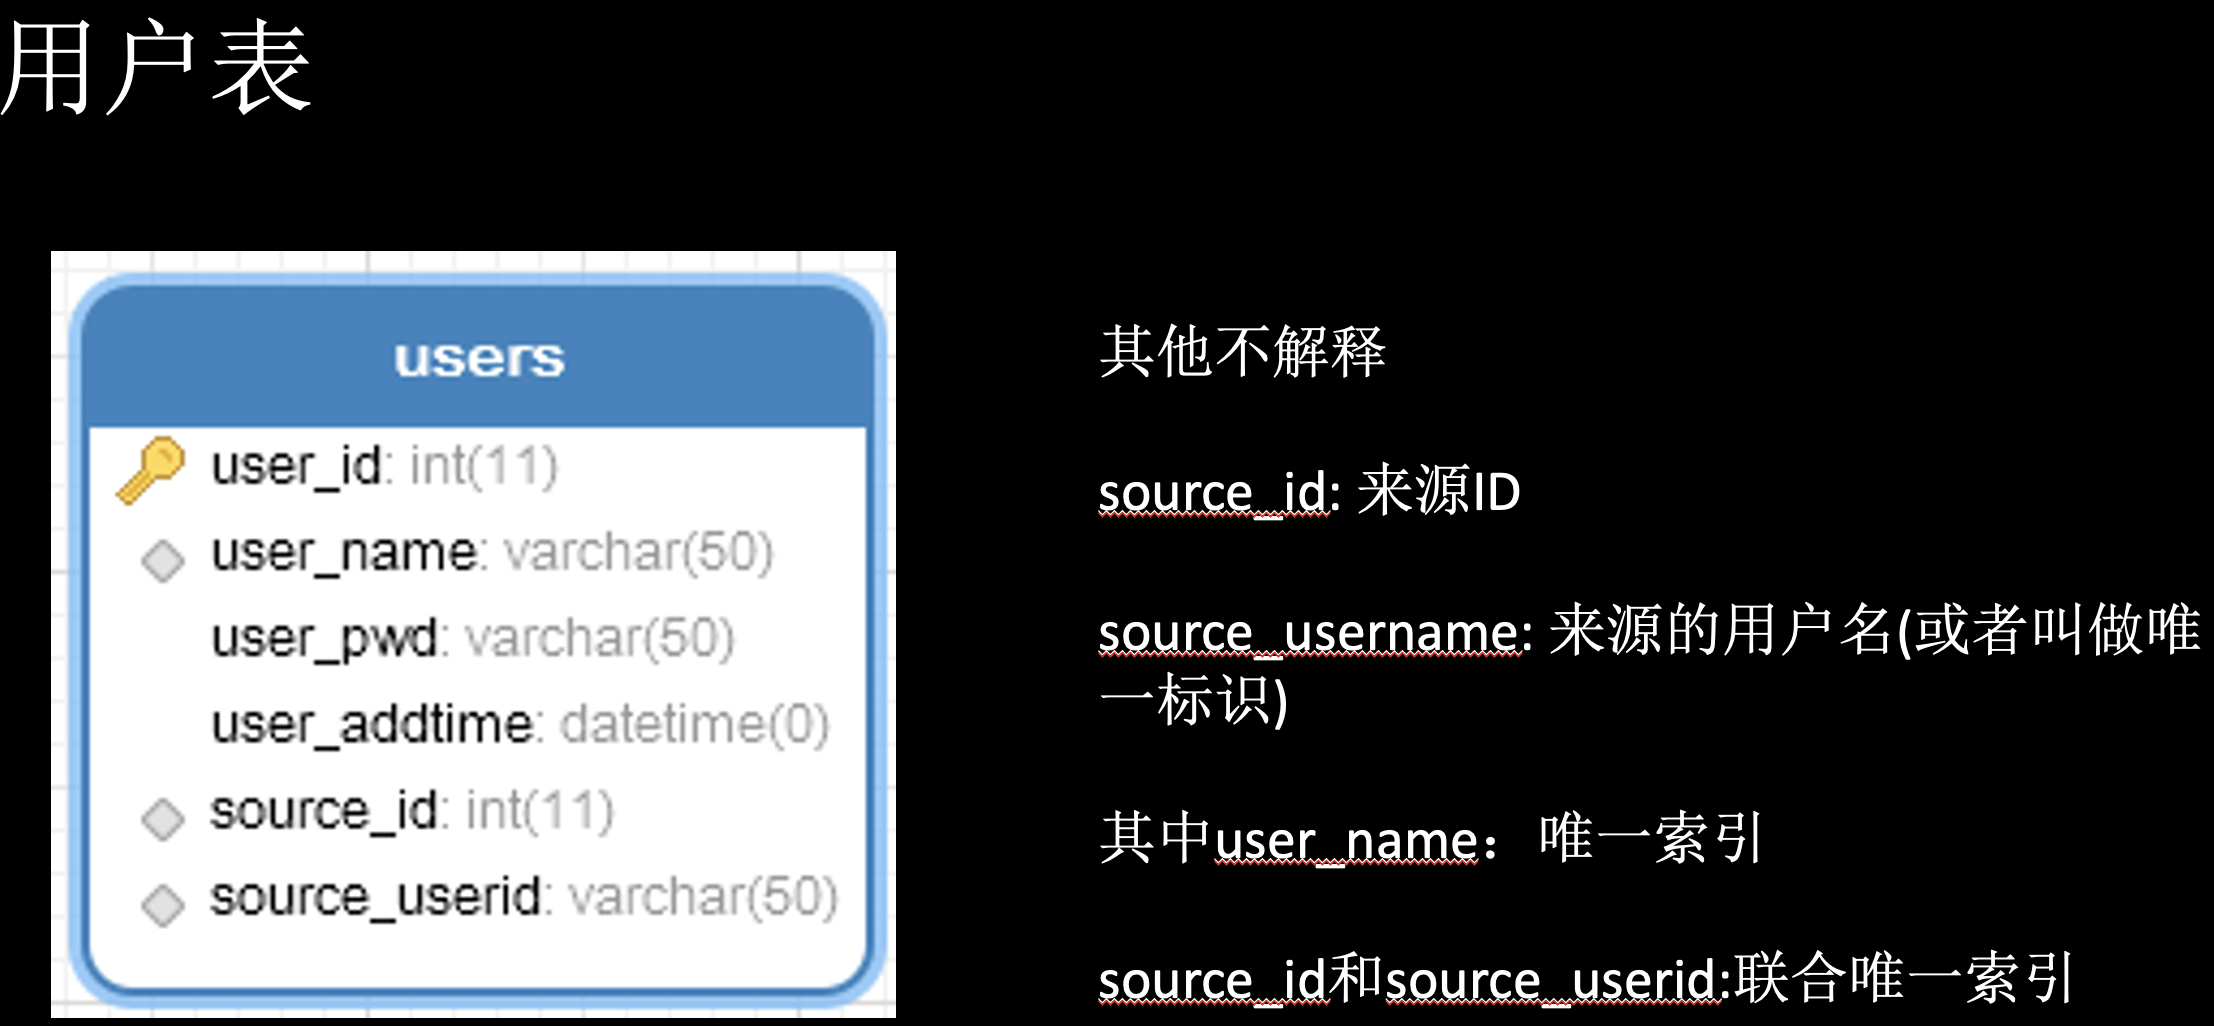 用户表
users
user_id: int(11)
user_name: varchar(50)
user_pwd: varchar(50)
user_addtime: datetime(0)
source_id: int(11)
source_userid: varchar(50)
其他不解释
source_id: 来源ID
source_username: 来源的用户名(或者叫做唯
一标识)
其中user_name：唯一索引
source_id和source_userid:联合唯一索引